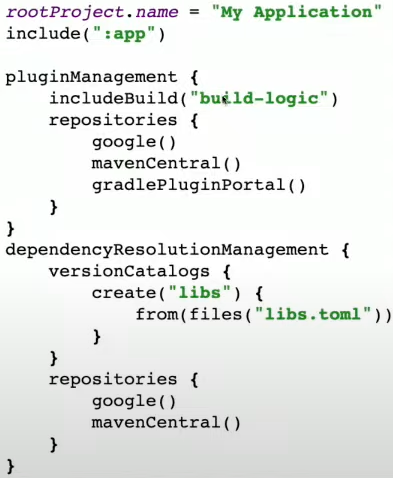 rootProject.name = "My Application"
include(":app")

pluginManagement {
    includeBuild("build-logic")
    repositories {
        google()
        mavenCentral()
        gradlePluginPortal()
    }
}
dependencyResolutionManagement {
    versionCatalogs {
        create("libs") {
            from(files("libs.toml"))
        }
    }
    repositories {
        google()
        mavenCentral()
    }
}